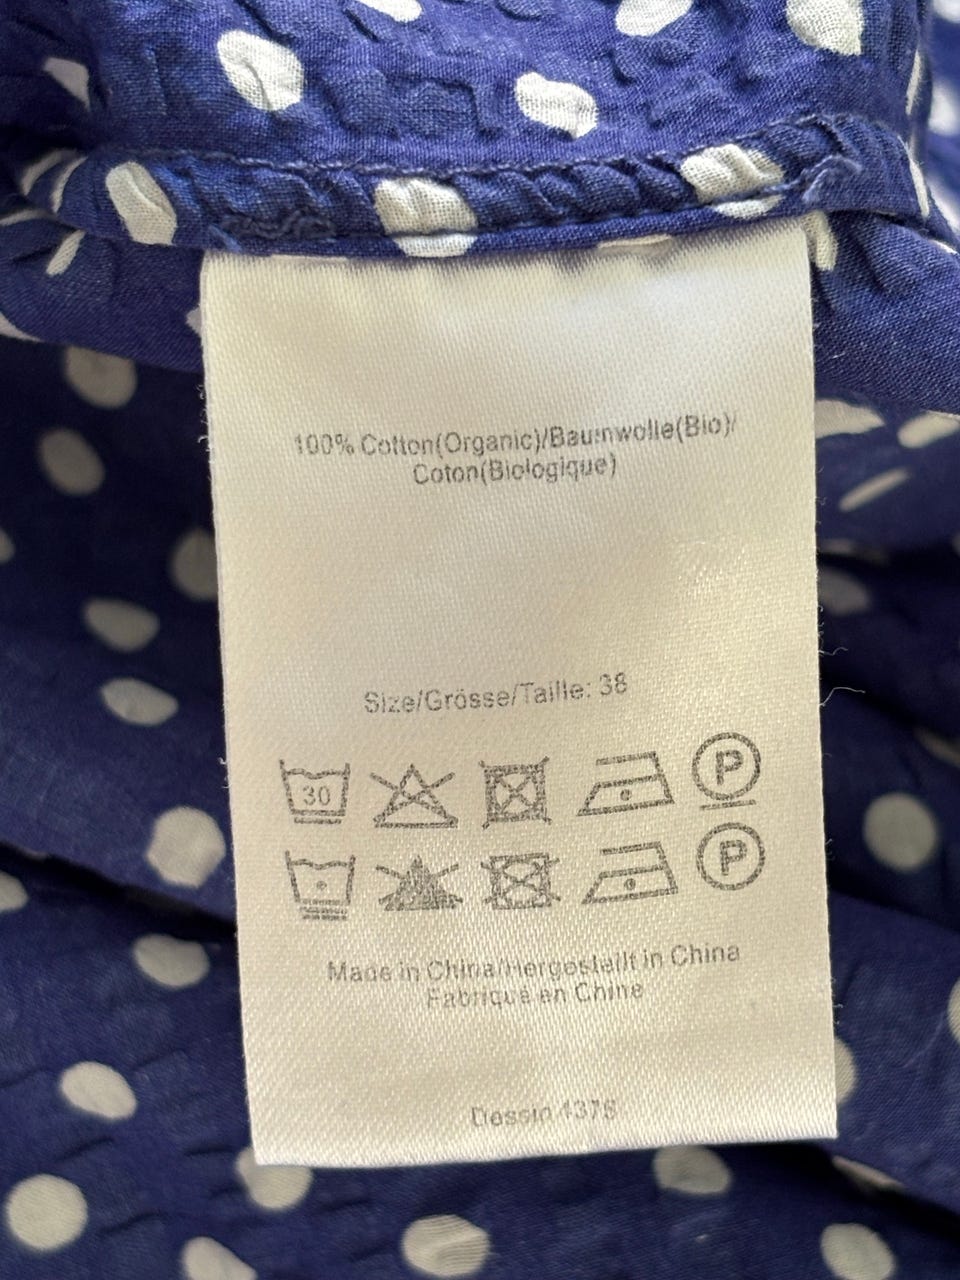 100% Cotton(Organic)/Baumwolle(Bio)/
Coton(Biologique)
Size/Grösse/Taille: 38
30
P
P
Made in China/Hergestellt in China
Fabriqué en Chine
Dessin